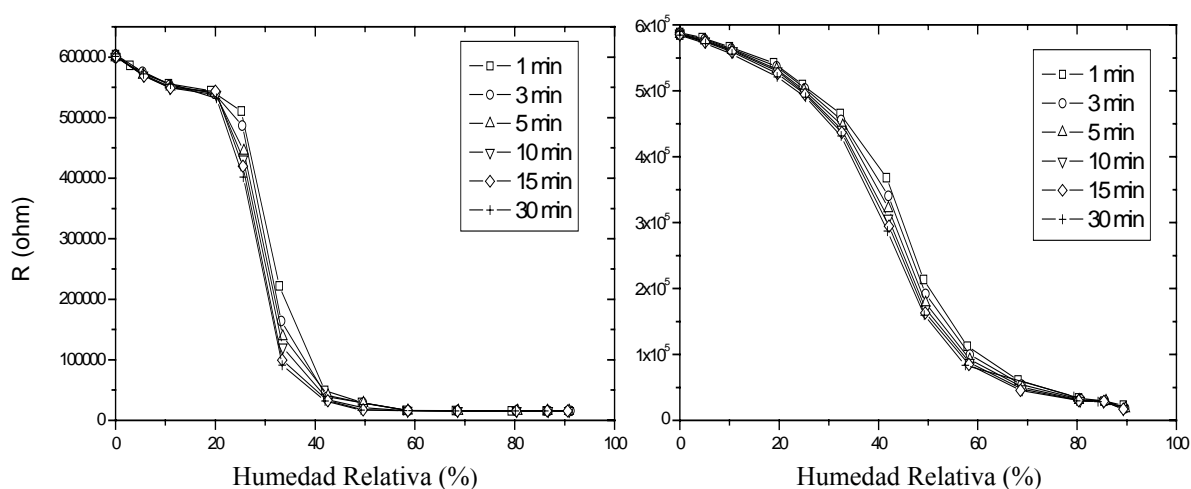 R (ohm)
600000
500000
400000
300000
200000
100000
0
0 20 40 60 80 100
Humedad Relativa (%)
1 min
3 min
5 min
10 min
15 min
30 min
6x10⁵
5x10⁵
4x10⁵
3x10⁵
2x10⁵
1x10⁵
0
0 20 40 60 80 100
Humedad Relativa (%)
1 min
3 min
5 min
10 min
15 min
30 min